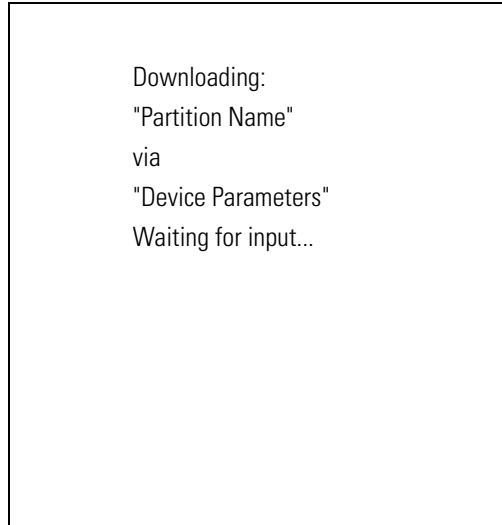 Downloading:
"Partition Name"
via
"Device Parameters"
Waiting for input...